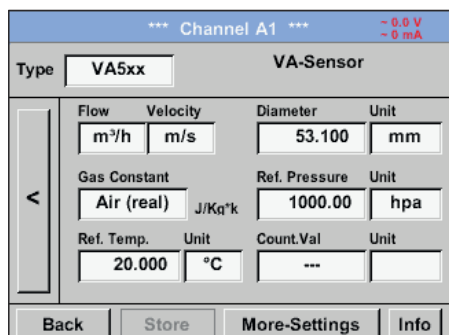 *** Channel A1 ***
~ 0.0 V
~ 0 mA
Type VA5xx VA-Sensor
Flow Velocity Diameter Unit
m³/h m/s 53.100 mm
Gas Constant Ref. Pressure Unit
< Air (real) J/Kg*k 1000.00 hpa
Ref. Temp. Unit Count.Val Unit
20.000 °C ---
Back Store More-Settings Info